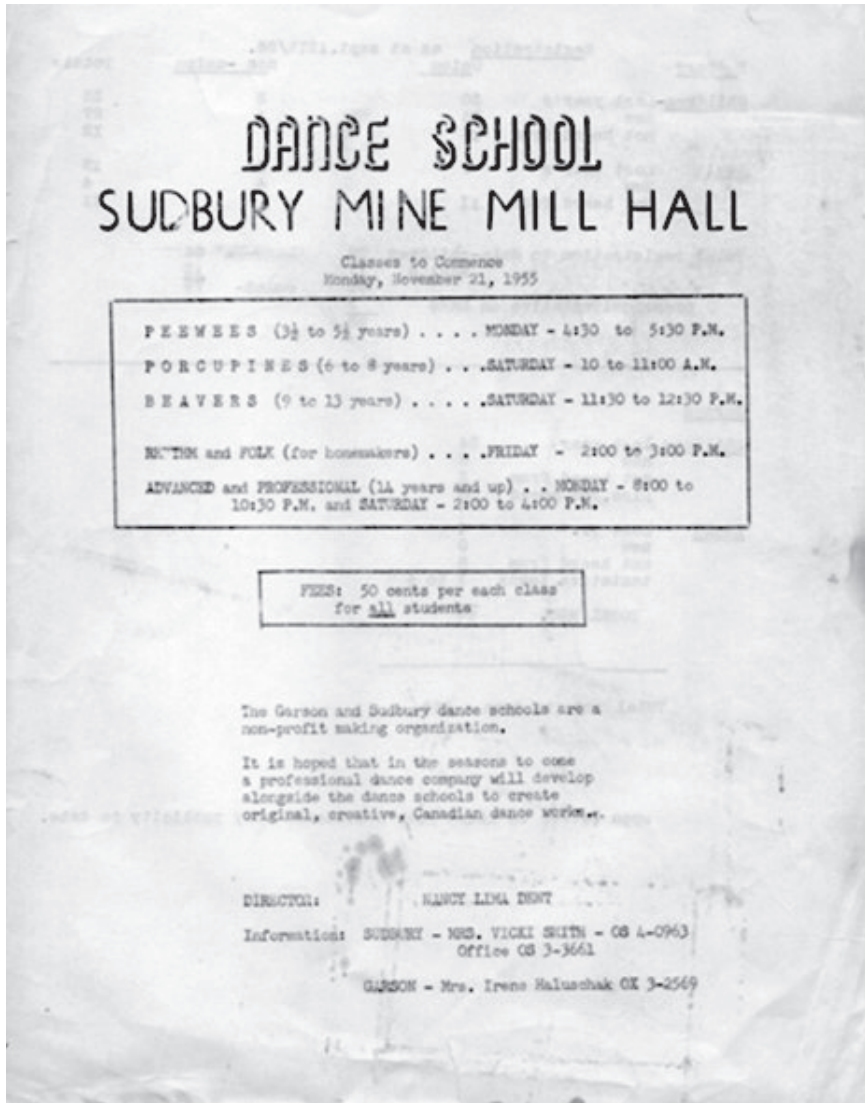 DANCE SCHOOL
SUDBURY MINE MILL HALL
Classes to Commence
Monday, November 21, 1955
PEEWEES (3½ to 5½ years) . . . . MONDAY - 4:30 to 5:30 P.M.
PORCUPINES (6 to 8 years) . . .SATURDAY - 10 to 11:00 A.M.
BEAVERS (9 to 13 years) . . . . .SATURDAY - 11:30 to 12:30 P.M.
RHYTHM and FOLK (for homemakers) . . . .FRIDAY - 2:00 to 3:00 P.M.
ADVANCED and PROFESSIONAL (14 years and up) . . MONDAY - 8:00 to
10:30 P.M. and SATURDAY - 2:00 to 4:00 P.M.
FEES: 50 cents per each class
for all students
The Garson and Sudbury dance schools are a
non-profit making organization.
It is hoped that in the seasons to come
a professional dance company will develop
alongside the dance schools to create
original, creative, Canadian dance works.
DIRECTOR: NANCY LIMA DENT
Information: SUDBURY - MRS. VICKI SMITH - OS 4-0963
Office OS 3-3661
GARSON - Mrs. Irene Haluschak OX 3-2569